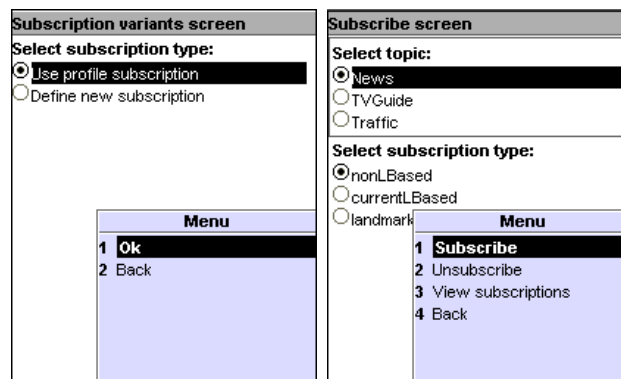 Subscription variants screen
Select subscription type:
Use profile subscription
Define new subscription
Menu
1 Ok
2 Back
Subscribe screen
Select topic:
News
TVGuide
Traffic
Select subscription type:
nonLBased
currentLBased
landmark
Menu
1 Subscribe
2 Unsubscribe
3 View subscriptions
4 Back